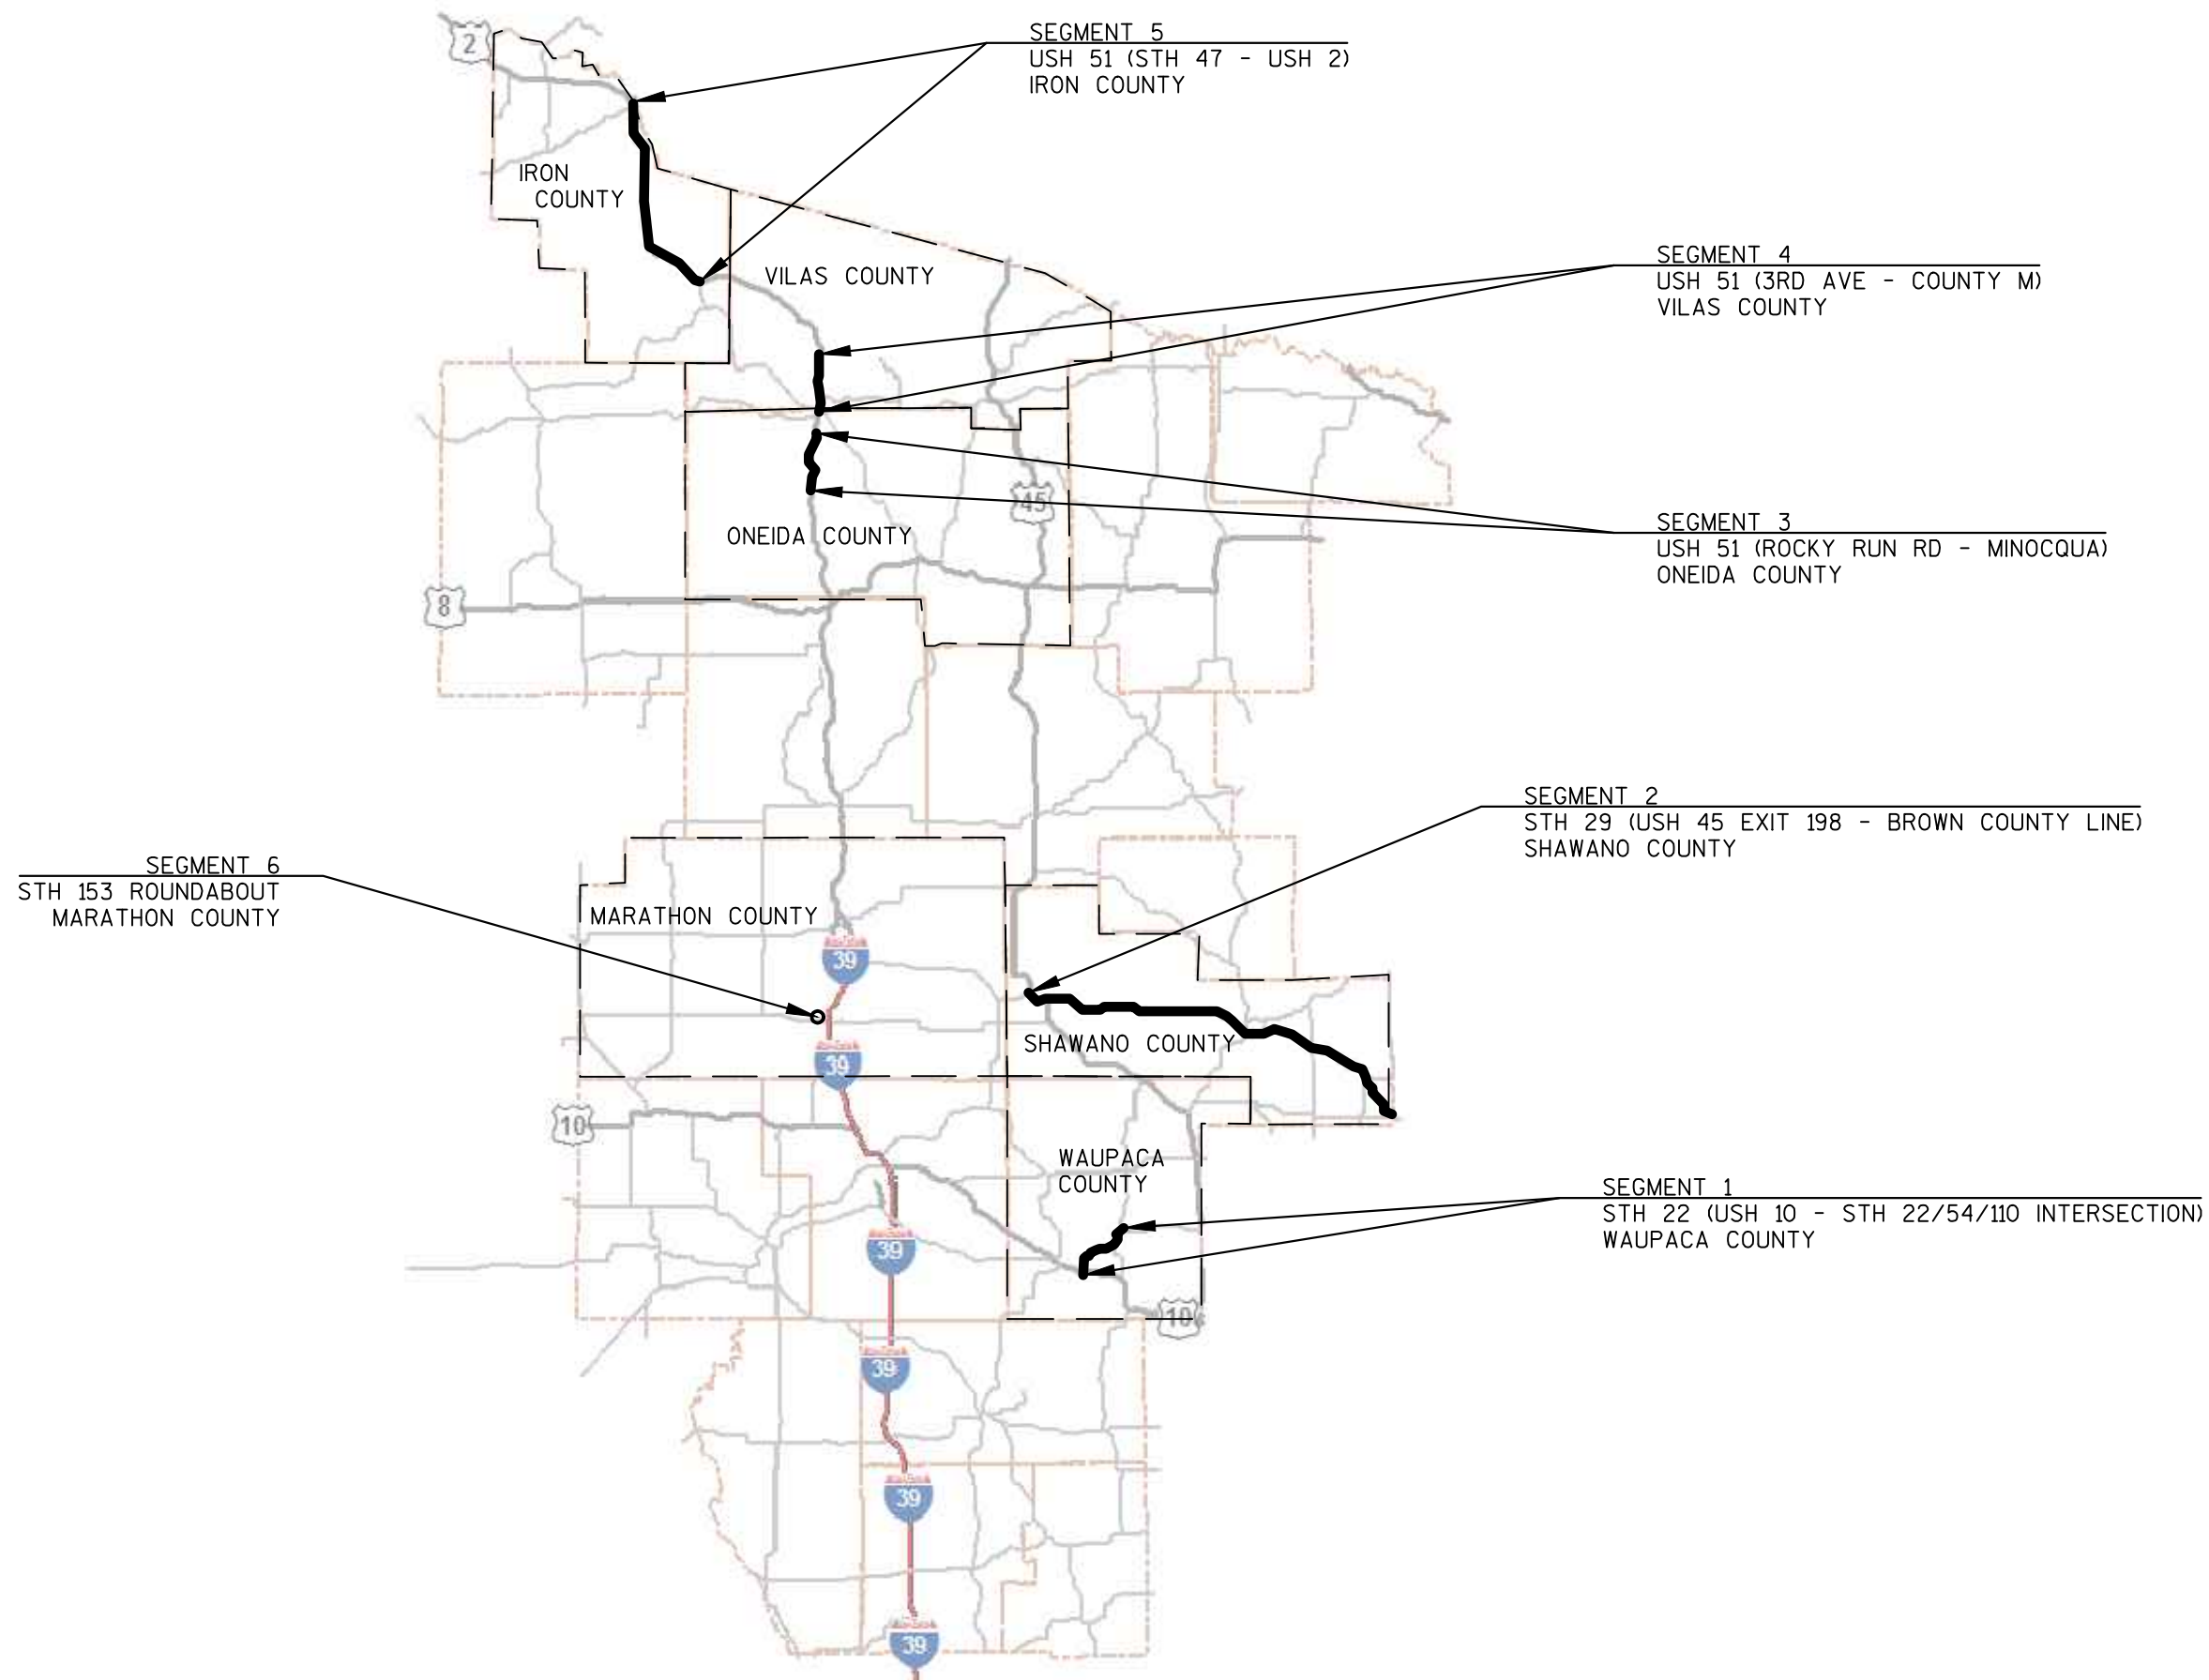 2
SEGMENT 5
USH 51 (STH 47 - USH 2)
IRON COUNTY
IRON
COUNTY
VILAS COUNTY
SEGMENT 4
USH 51 (3RD AVE - COUNTY M)
VILAS COUNTY
45
ONEIDA COUNTY
SEGMENT 3
USH 51 (ROCKY RUN RD - MINOCQUA)
ONEIDA COUNTY
8
SEGMENT 2
STH 29 (USH 45 EXIT 198 - BROWN COUNTY LINE)
SHAWANO COUNTY
SEGMENT 6
STH 153 ROUNDABOUT
MARATHON COUNTY
MARATHON COUNTY
39
SHAWANO COUNTY
39
10
WAUPACA
COUNTY
SEGMENT 1
STH 22 (USH 10 - STH 22/54/110 INTERSECTION)
WAUPACA COUNTY
39
10
39
39
39